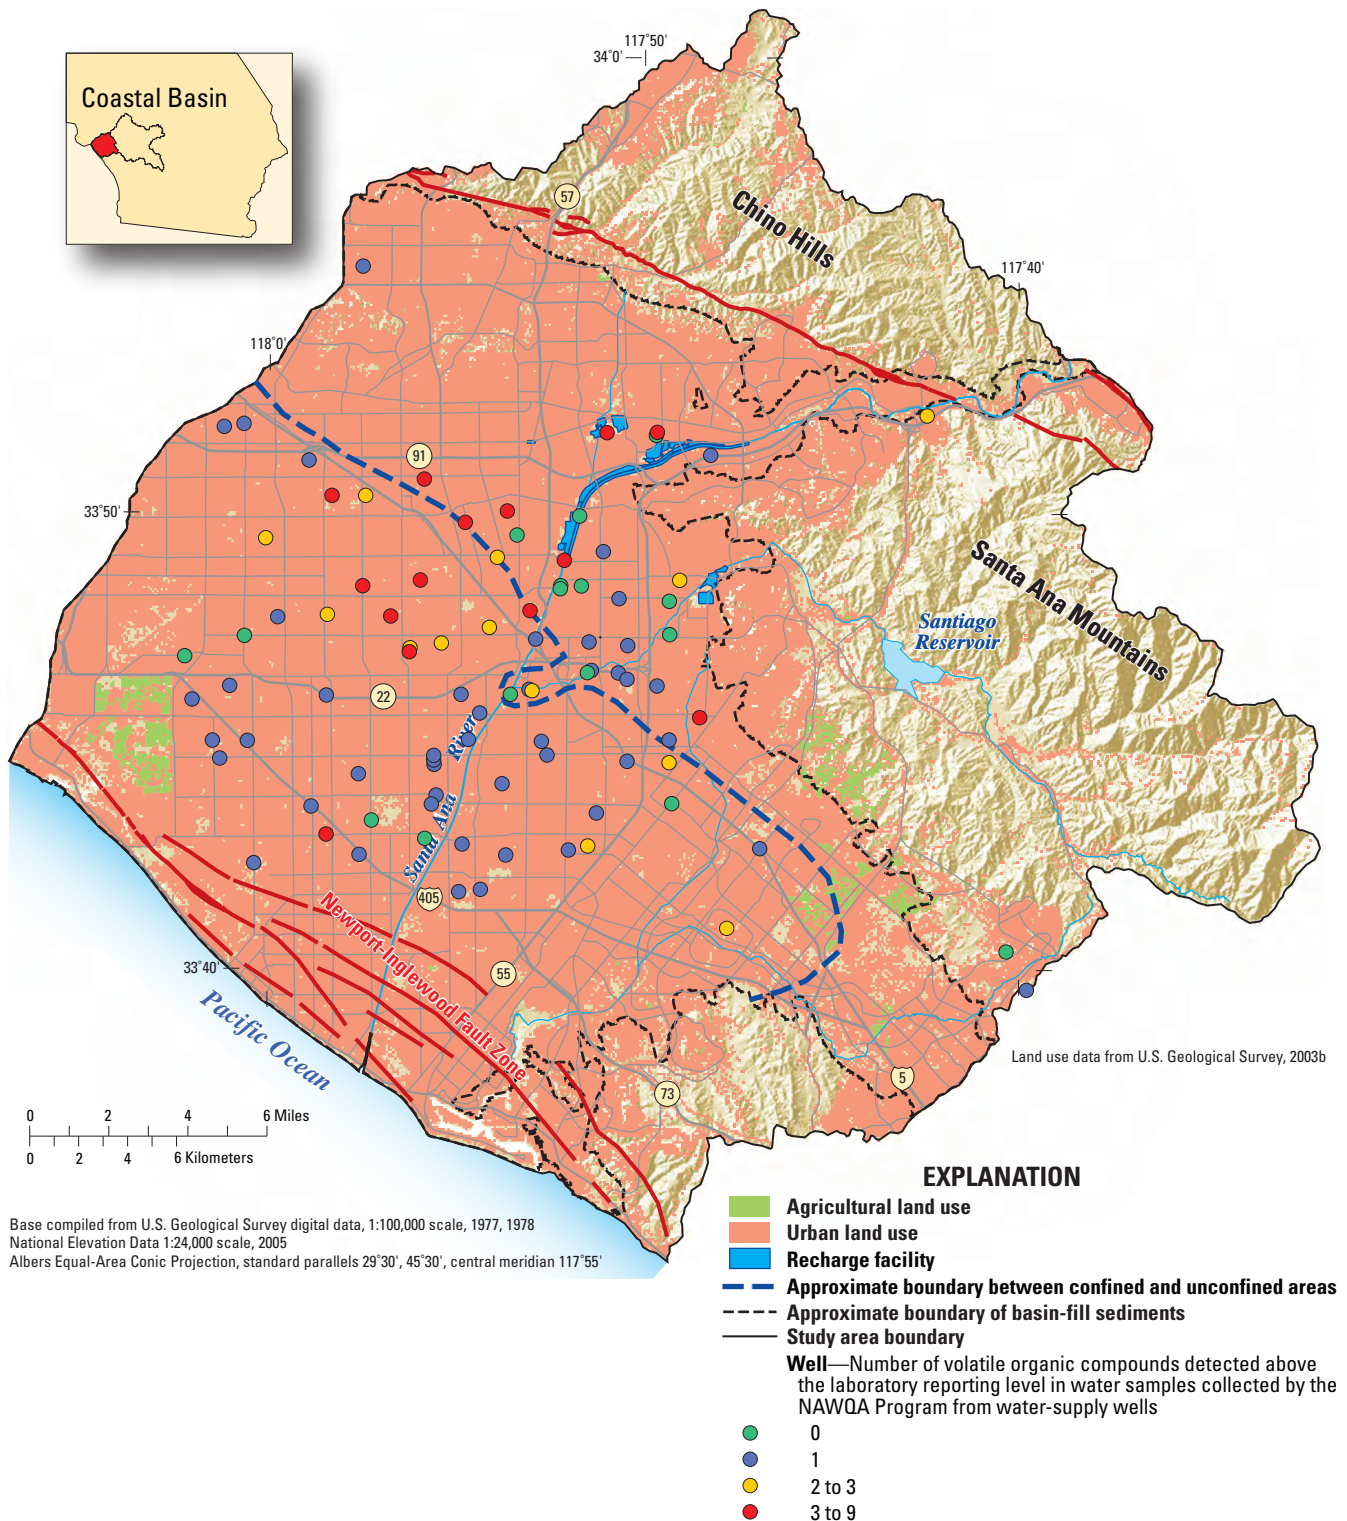 117°50'
34°0'
Coastal Basin
57
Chino Hills
117°40'
118°0'
91
33°50'
Santa Ana Mountains
Santiago
Reservoir
22
Santa Ana River
405
Newport-Inglewood Fault Zone
55
33°40'
Pacific Ocean
Land use data from U.S. Geological Survey, 2003b
5
73
0 2 4 6 Miles
0 2 4 6 Kilometers
Base compiled from U.S. Geological Survey digital data, 1:100,000 scale, 1977, 1978
National Elevation Data 1:24,000 scale, 2005
Albers Equal-Area Conic Projection, standard parallels 29°30', 45°30', central meridian 117°55'
EXPLANATION
Agricultural land use
Urban land use
Recharge facility
Approximate boundary between confined and unconfined areas
Approximate boundary of basin-fill sediments
Study area boundary
Well—Number of volatile organic compounds detected above
the laboratory reporting level in water samples collected by the
NAWQA Program from water-supply wells
0
1
2 to 3
3 to 9